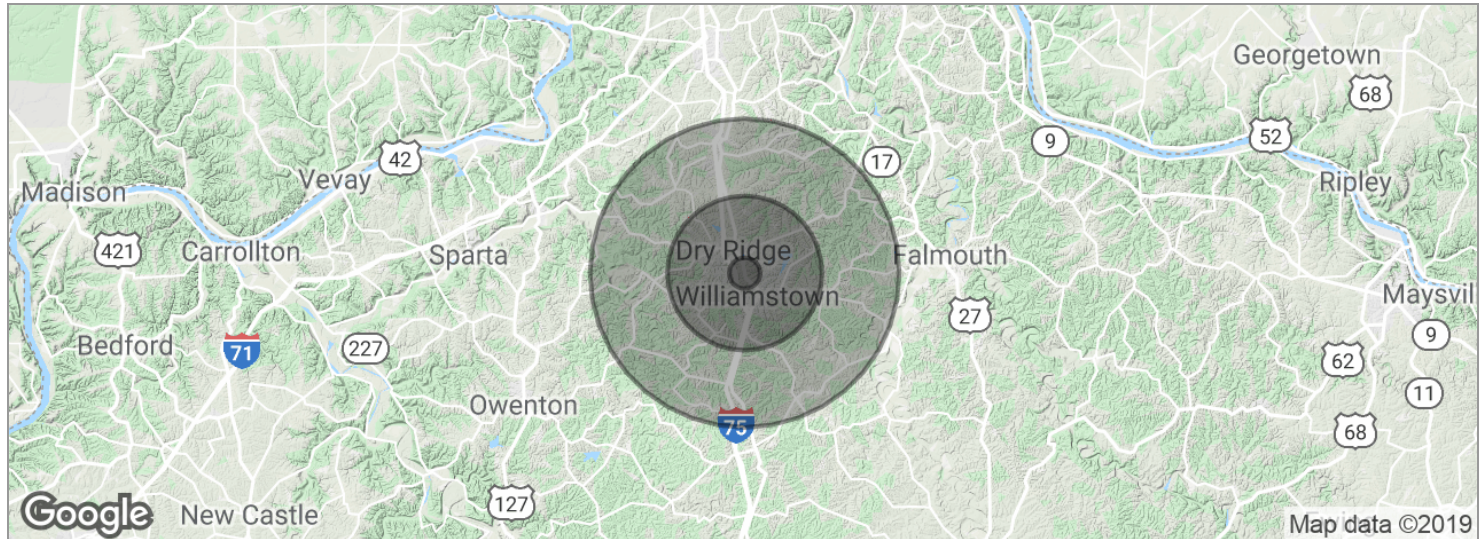 Georgetown
68
9
52
42
17
Vevay
Ripley
Madison
421
Carrollton
Sparta
Dry Ridge
Falmouth
Williamstown
Maysvil
27
9
Bedford
71
227
62
11
Owenton
75
68
127
New Castle
Google
Map data ©2019